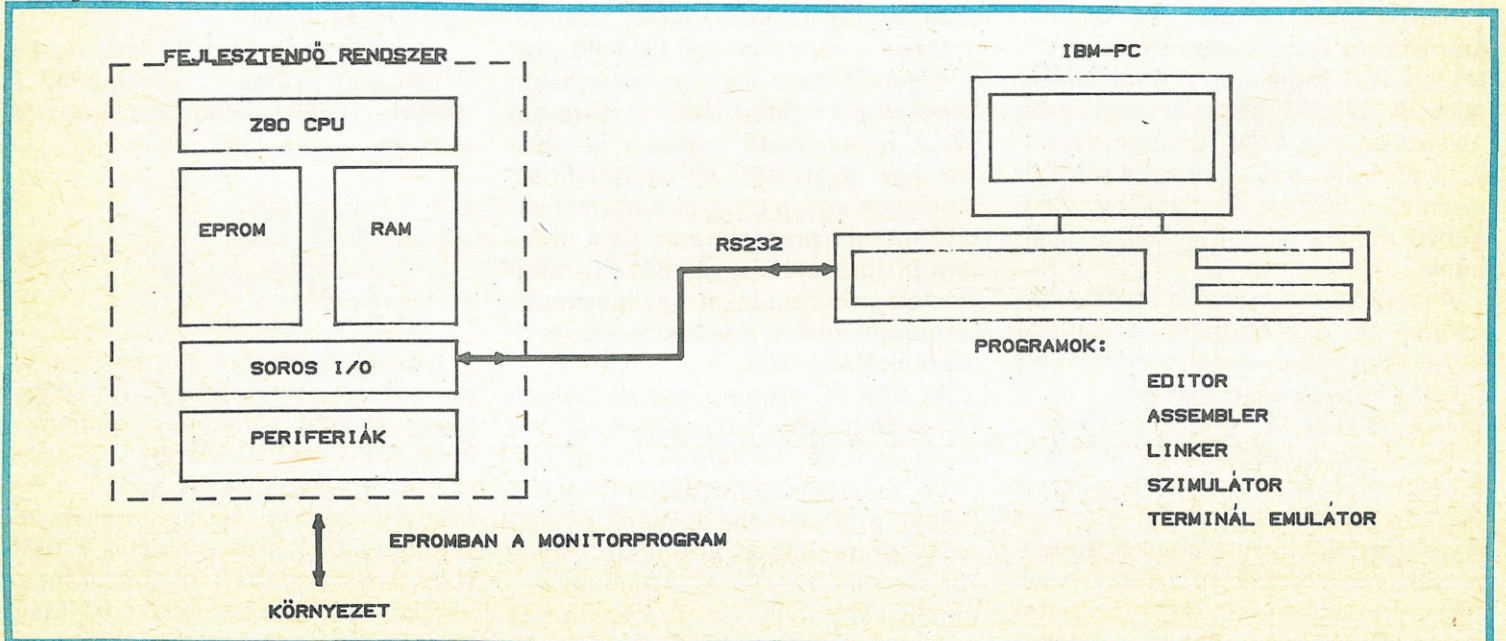 FEJLESZTENDŐ RENDSZER
Z80 CPU
EPROM
RAM
SOROS I/O
PERIFERIÁK
EPROMBAN A MONITORPROGRAM
KÖRNYEZET
RS232
IBM-PC
PROGRAMOK:
EDITOR
ASSEMBLER
LINKER
SZIMULÁTOR
TERMINÁL EMULÁTOR